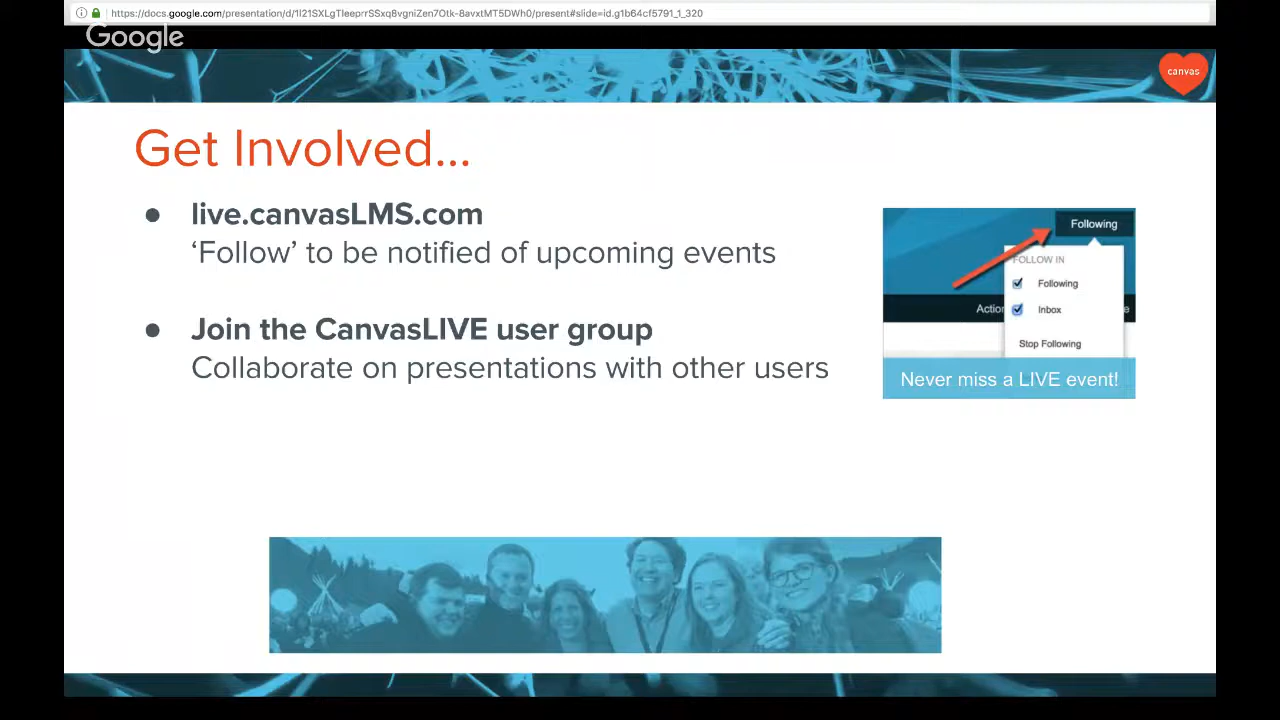 https://docs.google.com/presentation/d/1l21SXLgTIeeprrSSxq8vgniZen7Otk-8avxtMT5DWh0/present#slide=id.g1b64cf5791_1_320
Google
canvas
Get Involved...
● live.canvasLMS.com
‘Follow’ to be notified of upcoming events
● Join the CanvasLIVE user group
Collaborate on presentations with other users
Following
FOLLOW IN
Following
Inbox
Stop Following
Never miss a LIVE event!